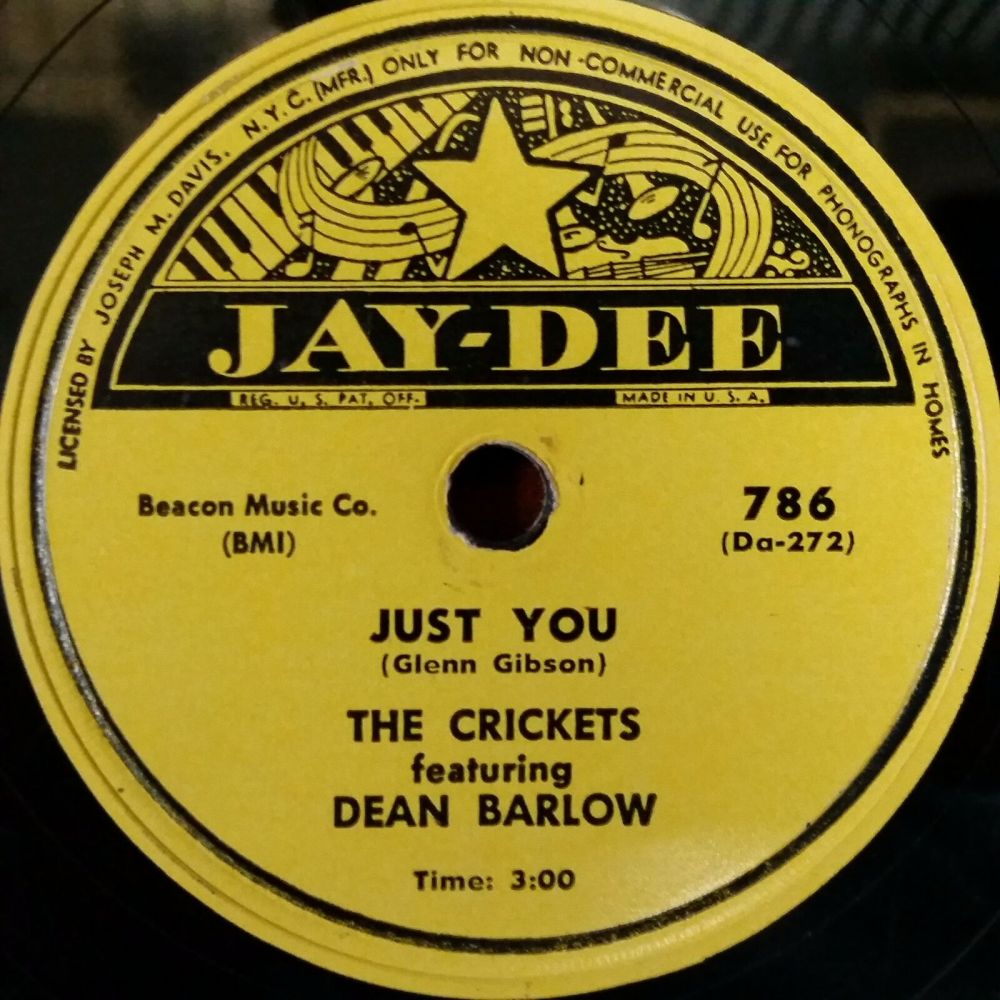 LICENSED BY JOSEPH M. DAVIS. N.Y.C. (MFR.) ONLY FOR NON-COMMERCIAL USE FOR PHONOGRAPHS IN HOMES
JAY-DEE
REG. U. S. PAT. OFF. MADE IN U. S. A.
Beacon Music Co. 786
(BMI) (Da-272)
JUST YOU
(Glenn Gibson)
THE CRICKETS
featuring
DEAN BARLOW
Time: 3:00